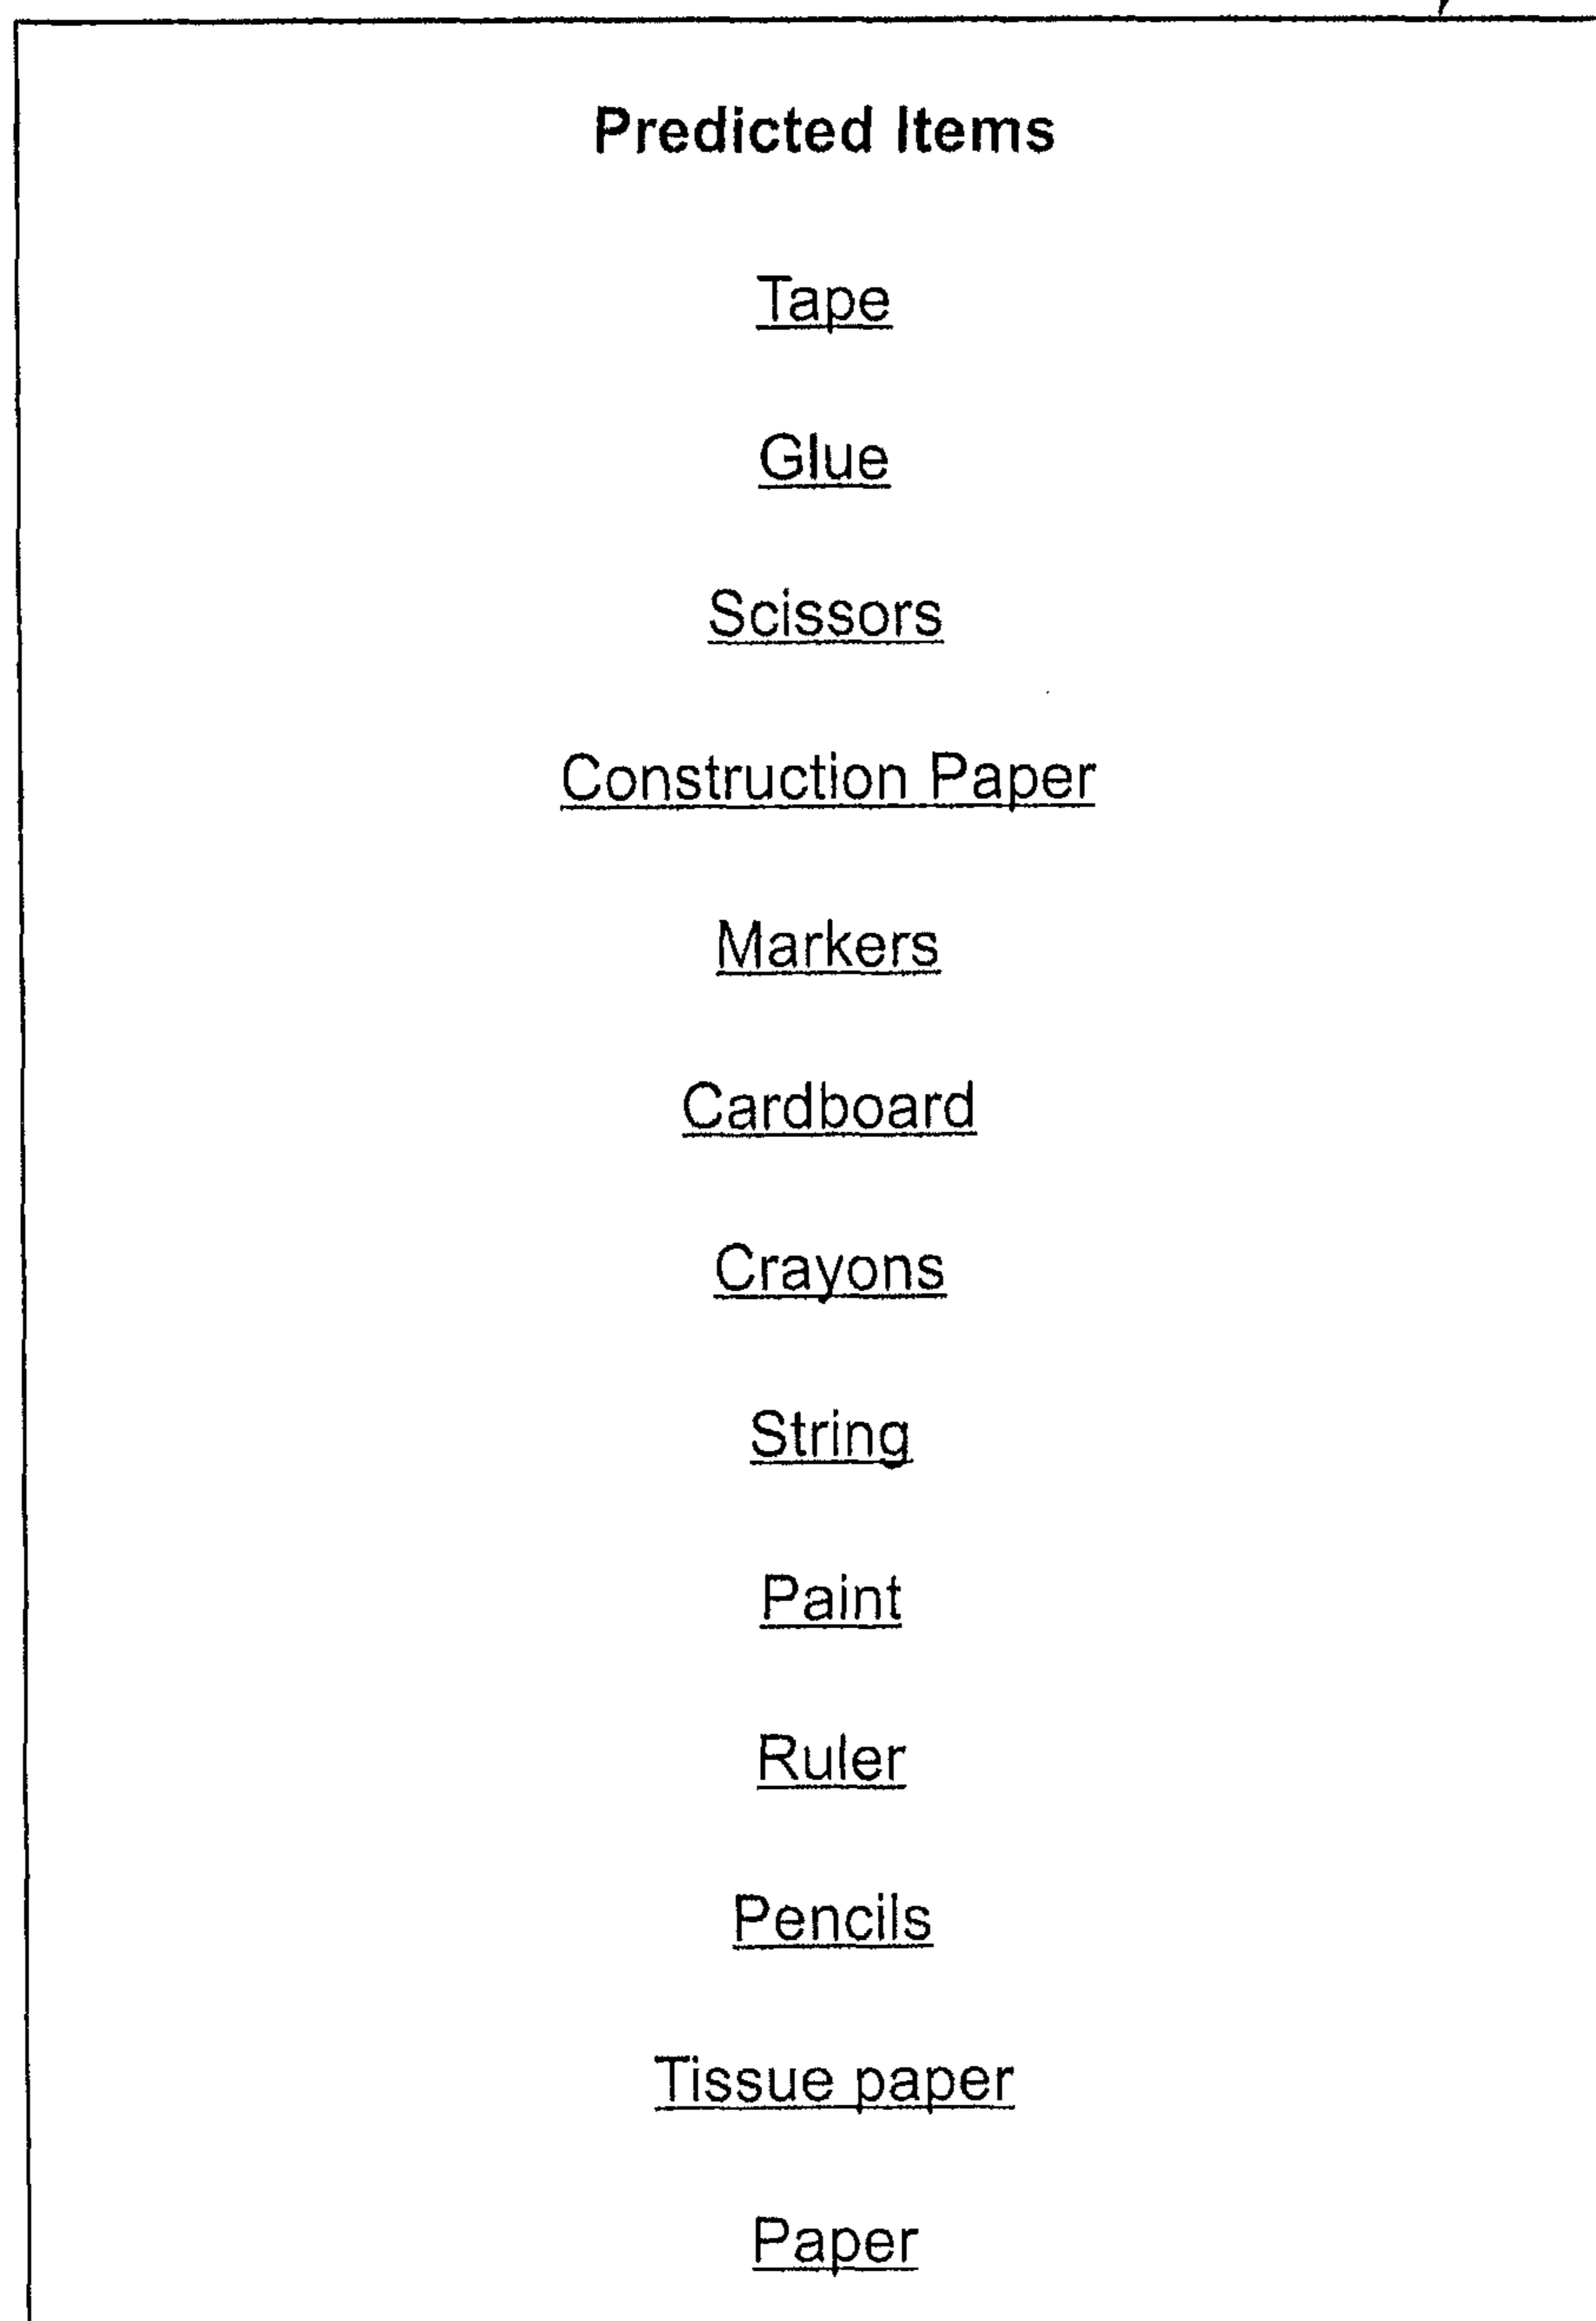 Predicted Items
Tape
Glue
Scissors
Construction Paper
Markers
Cardboard
Crayons
String
Paint
Ruler
Pencils
Tissue paper
Paper